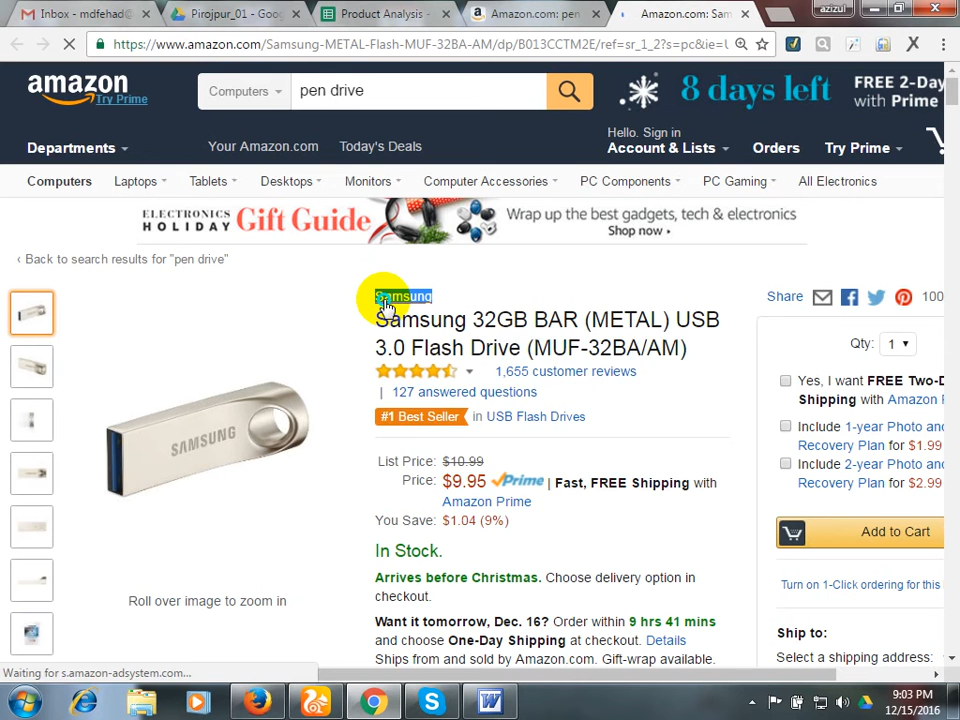 Inbox - mdfehad@
Pirojpur_01 - Goog
Product Analysis -
Amazon.com: pen
Amazon.com: Sam
azizul
https://www.amazon.com/Samsung-METAL-Flash-MUF-32BA-AM/dp/B013CCTM2E/ref=sr_1_2?s=pc&ie=U
amazon
Try Prime
Computers
pen drive
8 days left
FREE 2-Day
with Prime
Departments
Your Amazon.com
Today's Deals
Hello. Sign in
Account & Lists
Orders
Try Prime
Computers
Laptops
Tablets
Desktops
Monitors
Computer Accessories
PC Components
PC Gaming
All Electronics
ELECTRONICS
HOLIDAY
Gift Guide
Wrap up the best gadgets, tech & electronics
Shop now ›
‹ Back to search results for "pen drive"
Samsung
Samsung 32GB BAR (METAL) USB
3.0 Flash Drive (MUF-32BA/AM)
1,655 customer reviews
| 127 answered questions
#1 Best Seller in USB Flash Drives
List Price: $10.99
Price: $9.95 Prime | Fast, FREE Shipping with
Amazon Prime
You Save: $1.04 (9%)
In Stock.
Arrives before Christmas. Choose delivery option in
checkout.
Want it tomorrow, Dec. 16? Order within 9 hrs 41 mins
and choose One-Day Shipping at checkout. Details
Ships from and sold by Amazon.com. Gift-wrap available.
SAMSUNG
Roll over image to zoom in
Share
100
Qty: 1
Yes, I want FREE Two-D
Shipping with Amazon P
Include 1-year Photo and
Recovery Plan for $1.99
Include 2-year Photo and
Recovery Plan for $2.99
Add to Cart
Turn on 1-Click ordering for this
Ship to:
Select a shipping address:
Waiting for s.amazon-adsystem.com...
9:03 PM
12/15/2016